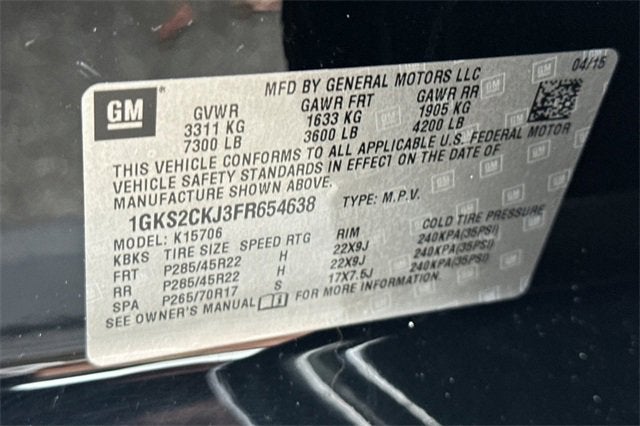 GM
MFD BY GENERAL MOTORS LLC 04/15
GVWR GAWR FRT GAWR RR
3311 KG 1633 KG 1905 KG
7300 LB 3600 LB 4200 LB
THIS VEHICLE CONFORMS TO ALL APPLICABLE U.S. FEDERAL MOTOR
VEHICLE SAFETY STANDARDS IN EFFECT ON THE DATE OF
MANUFACTURE SHOWN ABOVE.
1GKS2CKJ3FR654638 TYPE: M.P.V.
MODEL: K15706
KBKS TIRE SIZE SPEED RTG RIM COLD TIRE PRESSURE
FRT P285/45R22 H 22X9J 240KPA(35PSI)
RR P285/45R22 H 22X9J 240KPA(35PSI)
SPA P265/70R17 S 17X7.5J 240KPA(35PSI)
SEE OWNER'S MANUAL FOR MORE INFORMATION.